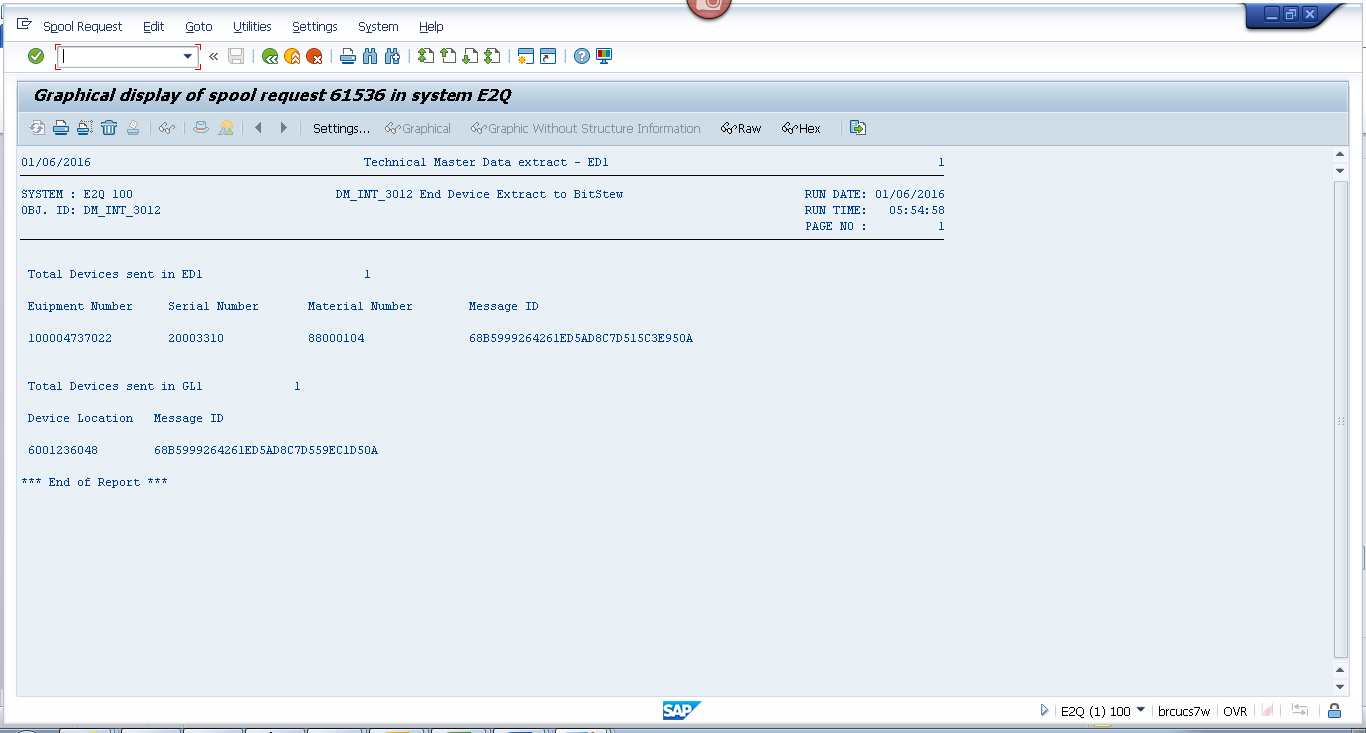 Spool Request Edit Goto Utilities Settings System Help
Graphical display of spool request 61536 in system E2Q
Settings... Graphical Graphic Without Structure Information Raw Hex
01/06/2016 Technical Master Data extract - ED1 1
SYSTEM : E2Q 100 DM_INT_3012 End Device Extract to BitStew RUN DATE: 01/06/2016
OBJ. ID: DM_INT_3012 RUN TIME: 05:54:58
PAGE NO : 1
Total Devices sent in ED1 1
Euipment Number Serial Number Material Number Message ID
100004737022 20003310 88000104 68B5999264261ED5AD8C7D515C3E950A
Total Devices sent in GL1 1
Device Location Message ID
6001236048 68B5999264261ED5AD8C7D559EC1D50A
*** End of Report ***
SAP E2Q (1) 100 brcucs7w OVR